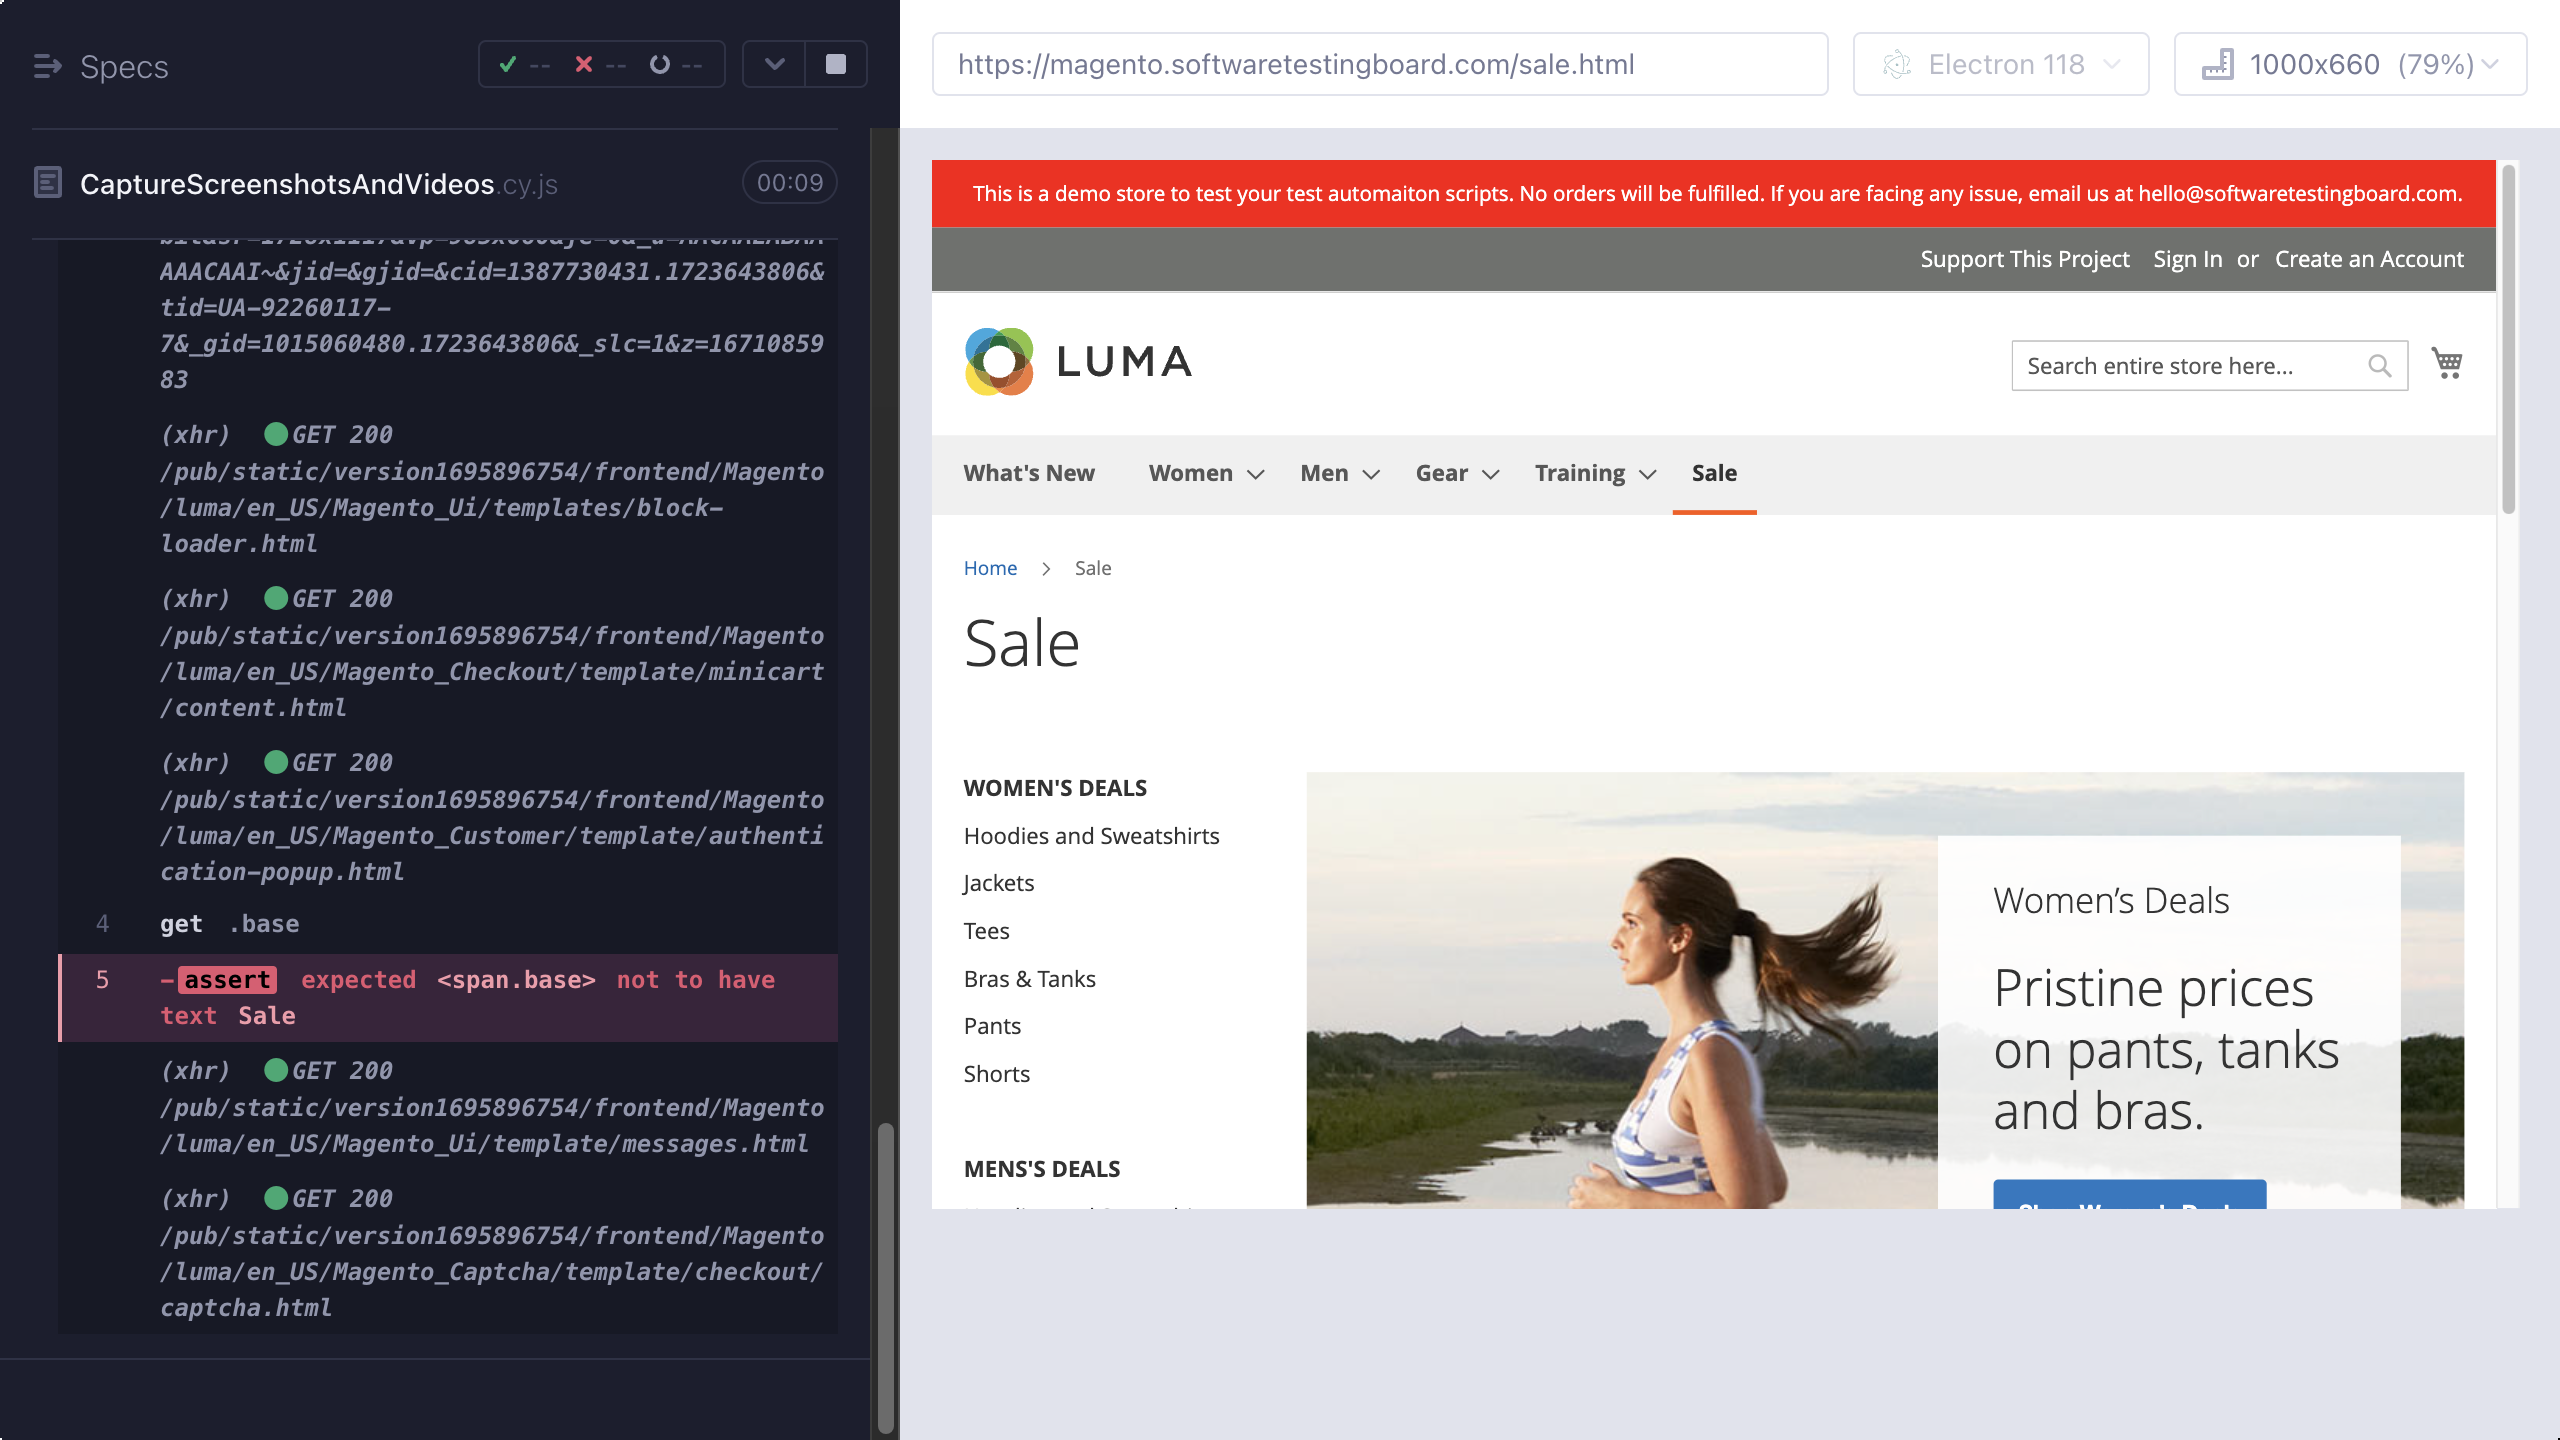 Specs
-- -- --
CaptureScreenshotsAndVideos.cy.js 00:09
AAACAAI~&jid=&gjid=&cid=1387730431.1723643806&
tid=UA-92260117-
7&_gid=1015060480.1723643806&_slc=1&z=16710859
83
(xhr) GET 200
/pub/static/version1695896754/frontend/Magento
/luma/en_US/Magento_Ui/templates/block-
loader.html
(xhr) GET 200
/pub/static/version1695896754/frontend/Magento
/luma/en_US/Magento_Checkout/template/minicart
/content.html
(xhr) GET 200
/pub/static/version1695896754/frontend/Magento
/luma/en_US/Magento_Customer/template/authenti
cation-popup.html
4 get .base
5 -assert expected <span.base> not to have
text Sale
(xhr) GET 200
/pub/static/version1695896754/frontend/Magento
/luma/en_US/Magento_Ui/template/messages.html
(xhr) GET 200
/pub/static/version1695896754/frontend/Magento
/luma/en_US/Magento_Captcha/template/checkout/
captcha.html
https://magento.softwaretestingboard.com/sale.html
Electron 118
1000x660 (79%)
This is a demo store to test your test automaiton scripts. No orders will be fulfilled. If you are facing any issue, email us at hello@softwaretestingboard.com.
Support This Project Sign In or Create an Account
LUMA
Search entire store here...
What's New Women Men Gear Training Sale
Home > Sale
Sale
WOMEN'S DEALS
Hoodies and Sweatshirts
Jackets
Tees
Bras & Tanks
Pants
Shorts
MENS'S DEALS
Women’s Deals
Pristine prices
on pants, tanks
and bras.